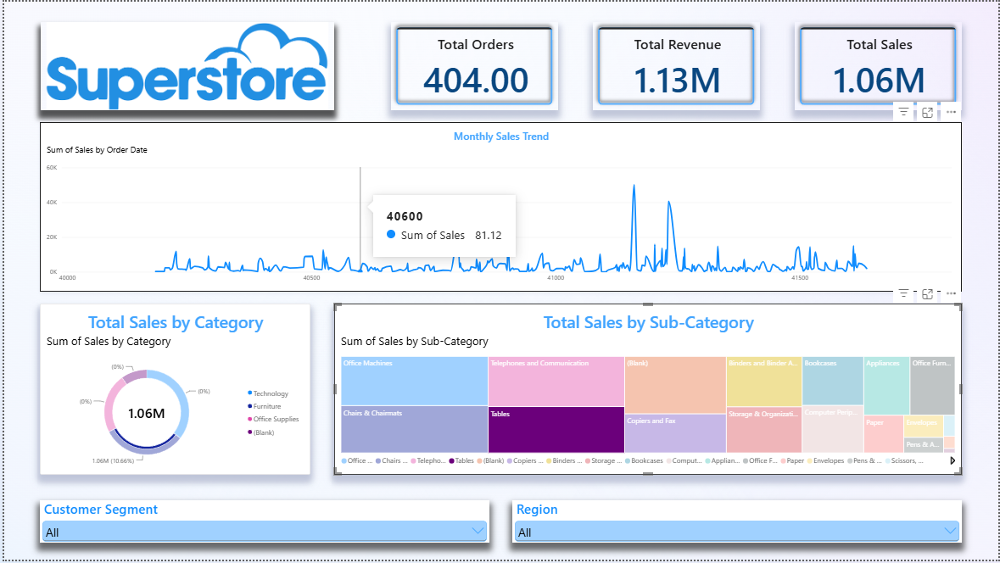 Superstore
Total Orders
404.00
Total Revenue
1.13M
Total Sales
1.06M
Monthly Sales Trend
Sum of Sales by Order Date
60K
40K
20K
0K
40000
40500
41000
41500
40600
Sum of Sales 81.12
Total Sales by Category
Sum of Sales by Category
(0%)
(0%)
(0%)
1.06M
1.06M (10.66%)
Technology
Furniture
Office Supplies
(Blank)
Total Sales by Sub-Category
Sum of Sales by Sub-Category
Office Machines
Chairs & Chairmats
Telephones and Communication
Tables
(Blank)
Copiers and Fax
Binders and Binder A...
Storage & Organizati...
Bookcases
Computer Perip...
Appliances
Office Furn...
Paper
Envelopes
Pens & A...
Office ... Chairs ... Telepho... Tables (Blank) Copiers ... Binders ... Storage ... Bookcases Comput... Applian... Office F... Paper Envelopes Pens & ... Scissors, ...
Customer Segment
All
Region
All